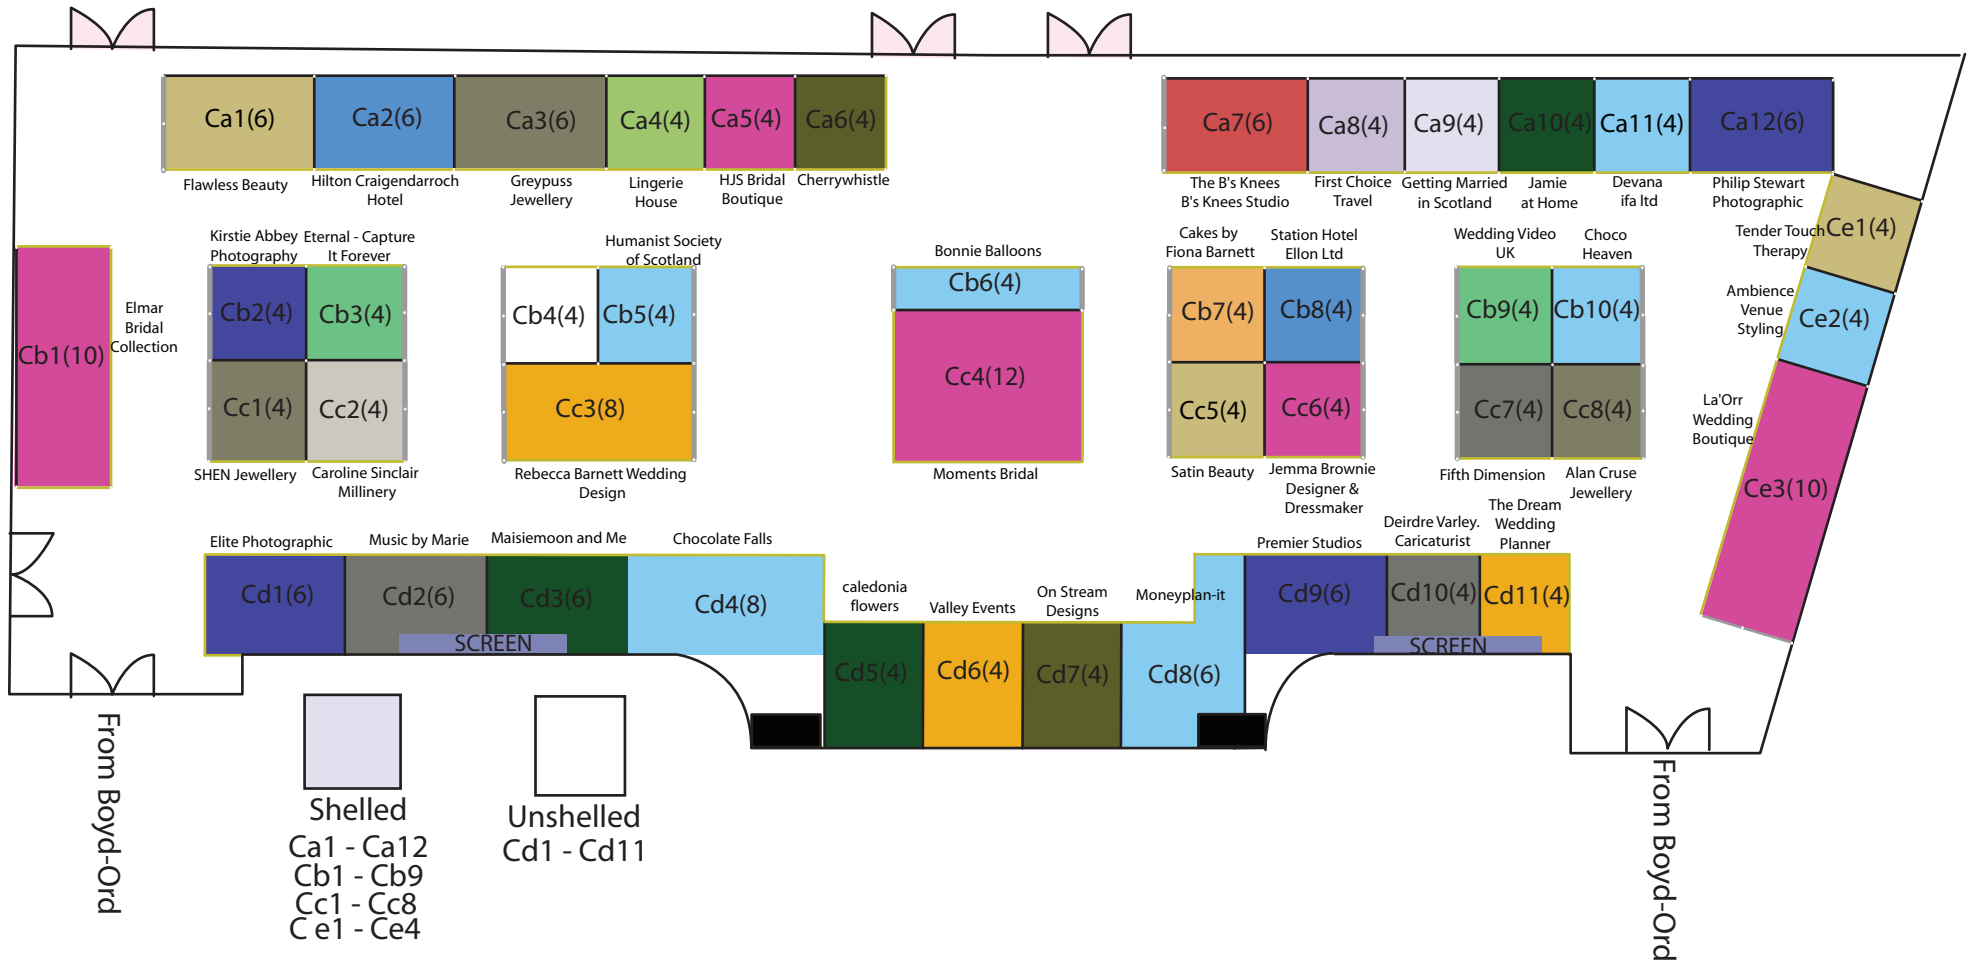 Ca1(6)
Ca2(6)
Ca3(6)
Ca4(4)
Ca5(4)
Ca6(4)
Ca7(6)
Ca8(4)
Ca9(4)
Ca10(4)
Ca11(4)
Ca12(6)
Flawless Beauty
Hilton Craigendarroch
Hotel
Greypuss
Jewellery
Lingerie
House
HJS Bridal
Boutique
Cherrywhistle
The B's Knees
B's Knees Studio
First Choice
Travel
Getting Married
in Scotland
Jamie
at Home
Devana
ifa ltd
Philip Stewart
Photographic
Tender Touch
Therapy
Ce1(4)
Ambience
Venue
Styling
Ce2(4)
La'Orr
Wedding
Boutique
Ce3(10)
Cb1(10)
Elmar
Bridal
Collection
Kirstie Abbey
Photography
Eternal - Capture
It Forever
Cb2(4)
Cb3(4)
Cc1(4)
Cc2(4)
SHEN Jewellery
Caroline Sinclair
Millinery
Humanist Society
of Scotland
Cb4(4)
Cb5(4)
Cc3(8)
Rebecca Barnett Wedding
Design
Bonnie Balloons
Cb6(4)
Cc4(12)
Moments Bridal
Cakes by
Fiona Barnett
Station Hotel
Ellon Ltd
Cb7(4)
Cb8(4)
Cc5(4)
Cc6(4)
Satin Beauty
Jemma Brownie
Designer &
Dressmaker
Wedding Video
UK
Choco
Heaven
Cb9(4)
Cb10(4)
Cc7(4)
Cc8(4)
Fifth Dimension
Alan Cruse
Jewellery
Elite Photographic
Music by Marie
Maisiemoon and Me
Chocolate Falls
caledonia
flowers
Valley Events
On Stream
Designs
Moneyplan-it
Premier Studios
Deirdre Varley.
Caricaturist
The Dream
Wedding
Planner
Cd1(6)
Cd2(6)
Cd3(6)
Cd4(8)
Cd5(4)
Cd6(4)
Cd7(4)
Cd8(6)
Cd9(6)
Cd10(4)
Cd11(4)
SCREEN
SCREEN
From Boyd-Ord
Shelled
Ca1 - Ca12
Cb1 - Cb9
Cc1 - Cc8
C e1 - Ce4
Unshelled
Cd1 - Cd11
From Boyd-Ord